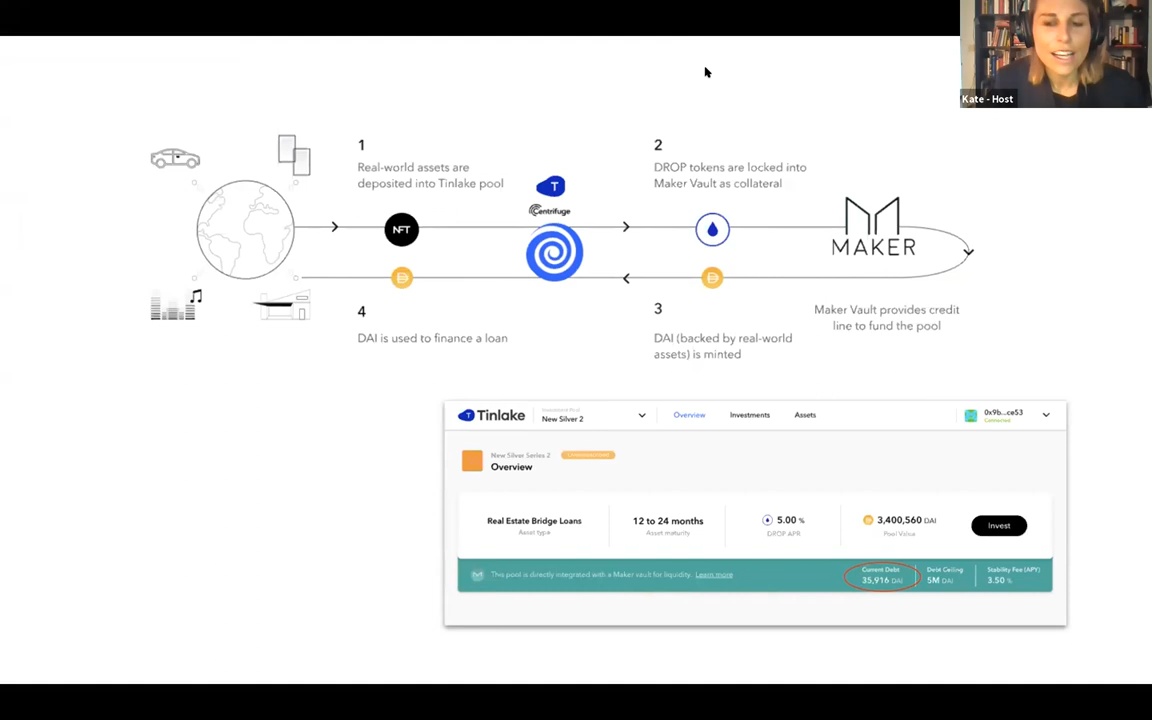 Kate - Host
1
Real-world assets are
deposited into Tinlake pool
2
DROP tokens are locked into
Maker Vault as collateral
T
Centrifuge
NFT
MAKER
4
DAI is used to finance a loan
3
DAI (backed by real-world
assets) is minted
Maker Vault provides credit
line to fund the pool
T Tinlake
Investment Pool
New Silver 2
Overview
Investments
Assets
0x9b...ce53
Connected
New Silver Series 2
Overview
Real Estate Bridge Loans
Asset type
12 to 24 months
Asset maturity
5.00 %
DROP APR
3,400,560 DAI
Pool Value
Invest
This pool is directly integrated with a Maker vault for liquidity. Learn more
Current Debt
35,916 DAI
Debt Ceiling
5M DAI
Stability Fee (APY)
3.50 %